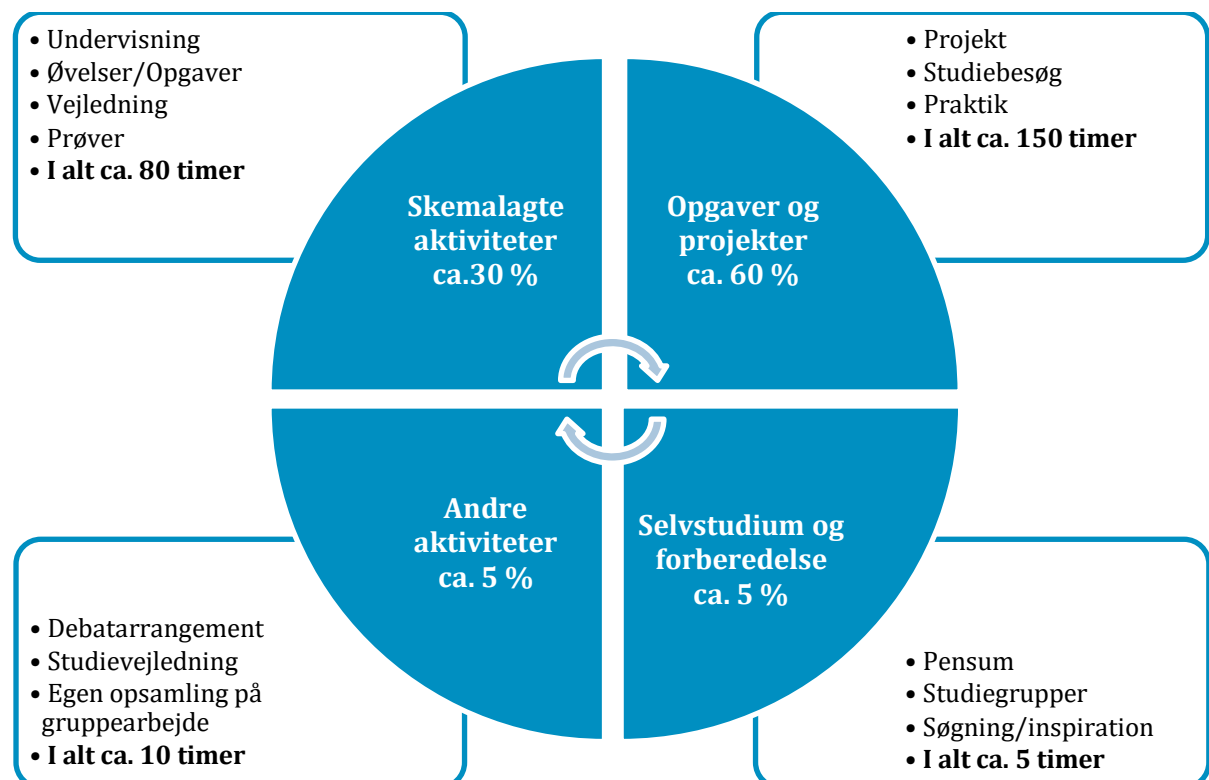 • Undervisning
• Øvelser/Opgaver
• Vejledning
• Prøver
• I alt ca. 80 timer
• Projekt
• Studiebesøg
• Praktik
• I alt ca. 150 timer
Skemalagte
aktiviteter
ca.30 %
Opgaver og
projekter
ca. 60 %
Andre
aktiviteter
ca. 5 %
Selvstudium og
forberedelse
ca. 5 %
• Debatarrangement
• Studievejledning
• Egen opsamling på
gruppearbejde
• I alt ca. 10 timer
• Pensum
• Studiegrupper
• Søgning/inspiration
• I alt ca. 5 timer